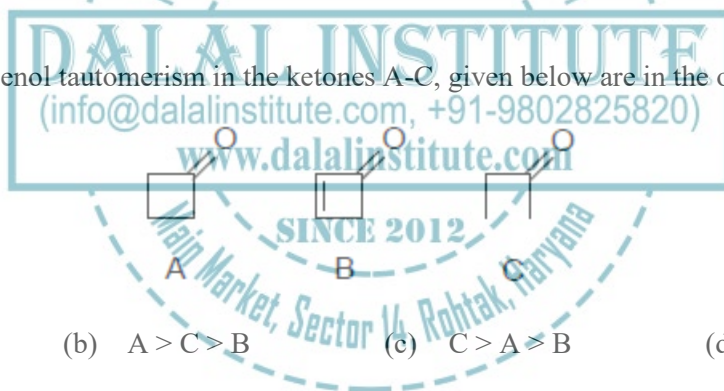 DALAL INSTITUTE
enol tautomerism in the ketones A-C, given below are in the
(info@dalalinstitute.com, +91-9802825820)
www.dalalinstitute.com
O O O
SINCE 2012
A B C
Main Market, Sector 14, Rohtak, Haryana
(b) A > C > B (c) C > A > B